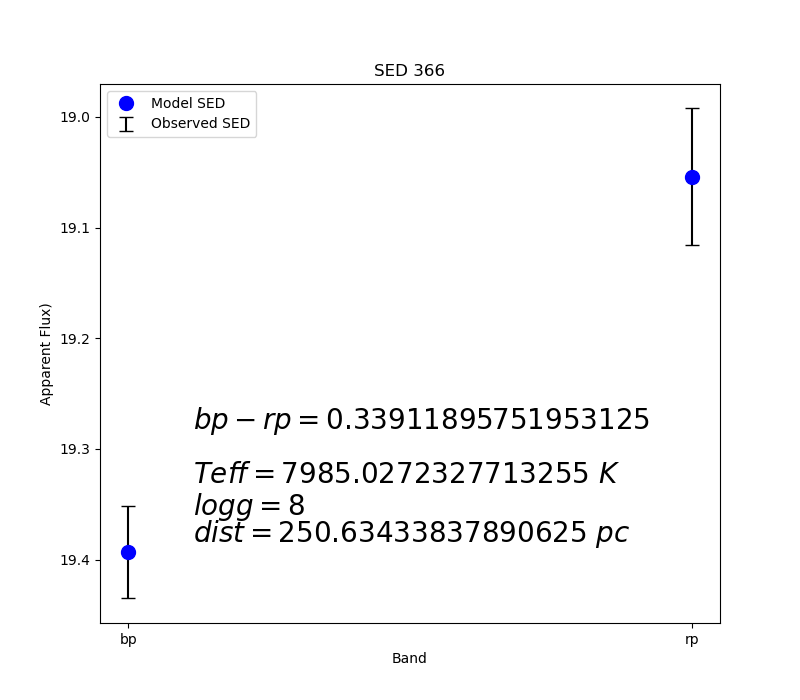 SED 366
Model SED
Observed SED
19.0
19.1
19.2
19.3
19.4
Apparent Flux)
bp − rp = 0.33911895751953125
Teff = 7985.0272327713255 K
logg = 8
dist = 250.63433837890625 pc
bp
rp
Band